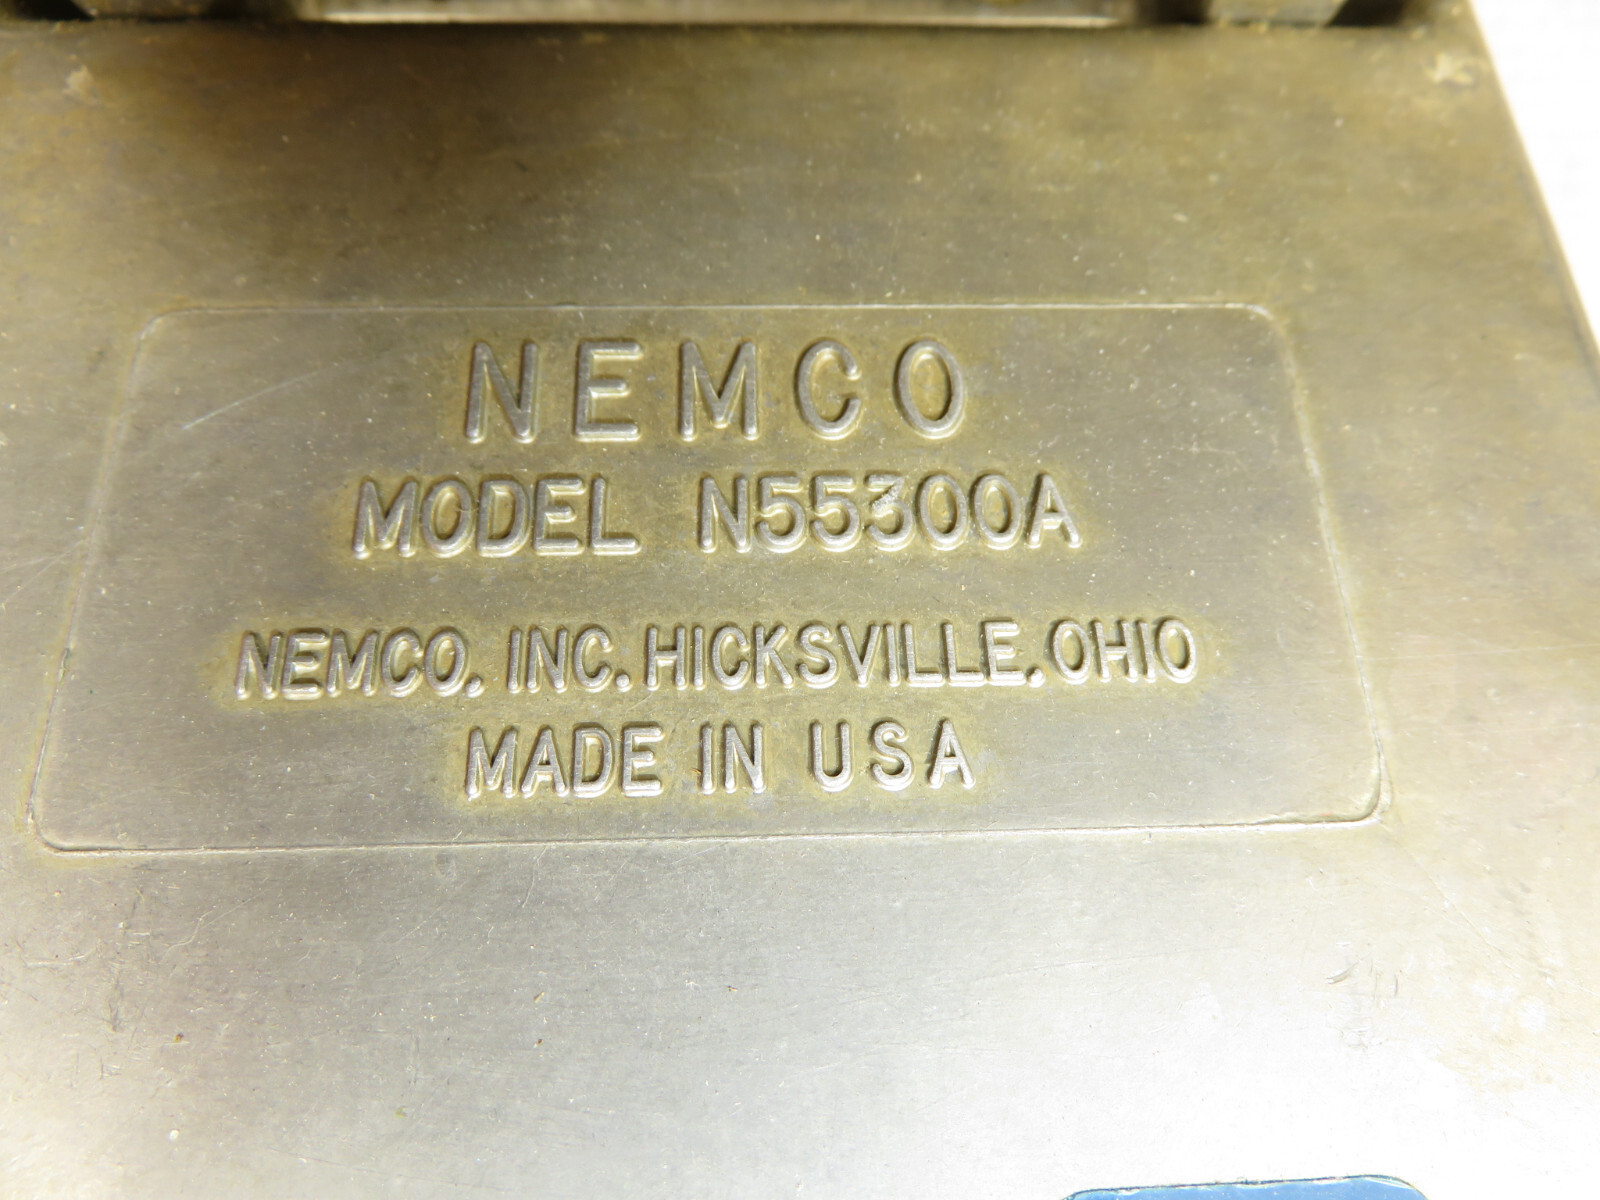 NEMCO
MODEL N55300A
NEMCO, INC. HICKSVILLE, OHIO
MADE IN USA